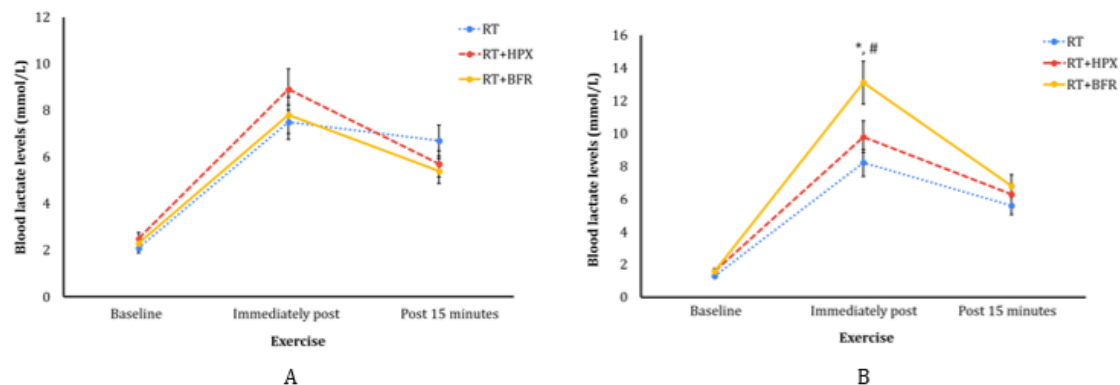 12
10
8
6
4
2
0
Blood lactate levels (mmol/L)
RT
RT+HPX
RT+BFR
Baseline
Immediately post
Post 15 minutes
Exercise
A
16
14
12
10
8
6
4
2
0
Blood lactate levels (mmol/L)
*, #
RT
RT+HPX
RT+BFR
Baseline
Immediately post
Post 15 minutes
Exercise
B